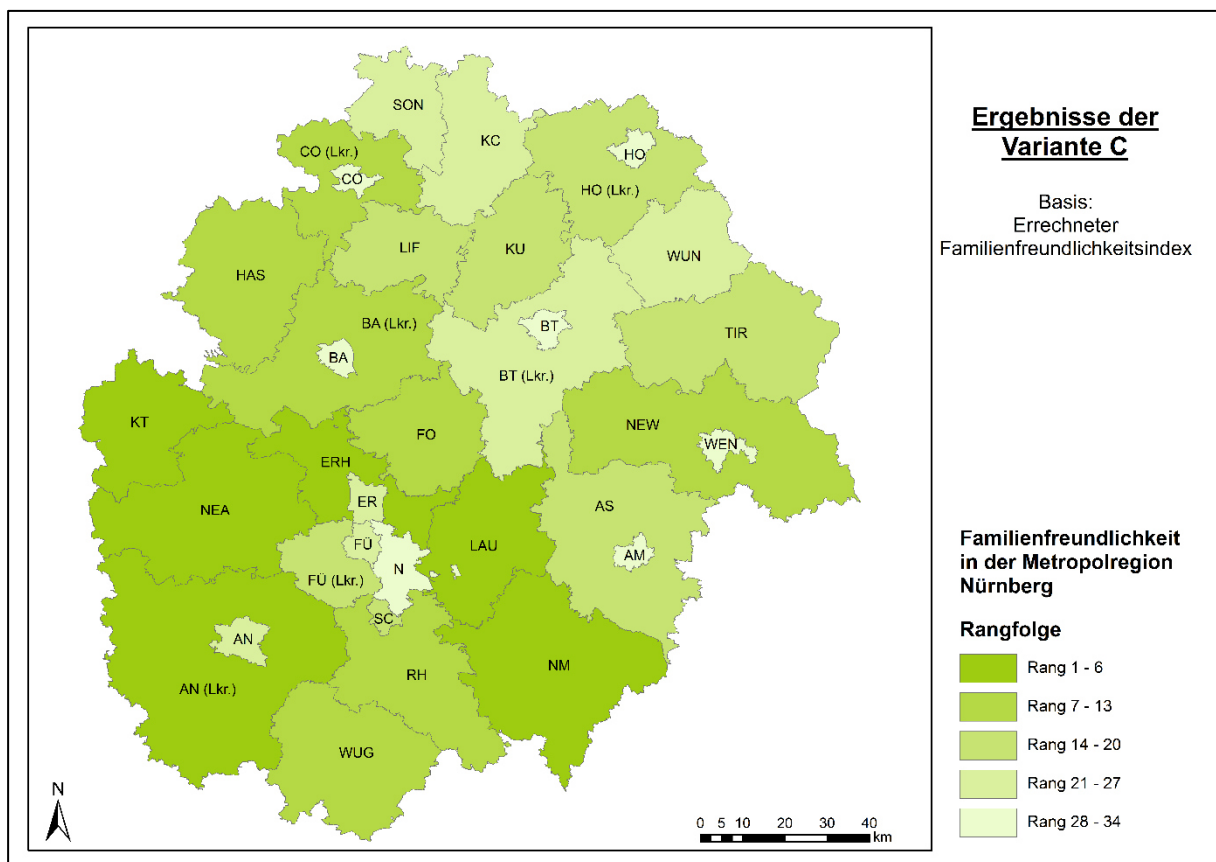 Ergebnisse der
Variante C
Basis:
Errechneter
Familienfreundlichkeitsindex
SON
KC
CO (Lkr.)
CO
HO
HO (Lkr.)
LIF
KU
WUN
HAS
BA (Lkr.)
BT
TIR
BA
BT (Lkr.)
KT
FO
NEW
WEN
ERH
NEA
ER
AS
FÜ
LAU
AM
N
FÜ (Lkr.)
SC
AN
NM
RH
AN (Lkr.)
WUG
Familienfreundlichkeit
in der Metropolregion
Nürnberg
Rangfolge
Rang 1 - 6
Rang 7 - 13
Rang 14 - 20
Rang 21 - 27
Rang 28 - 34
N
0 5 10 20 30 40
km